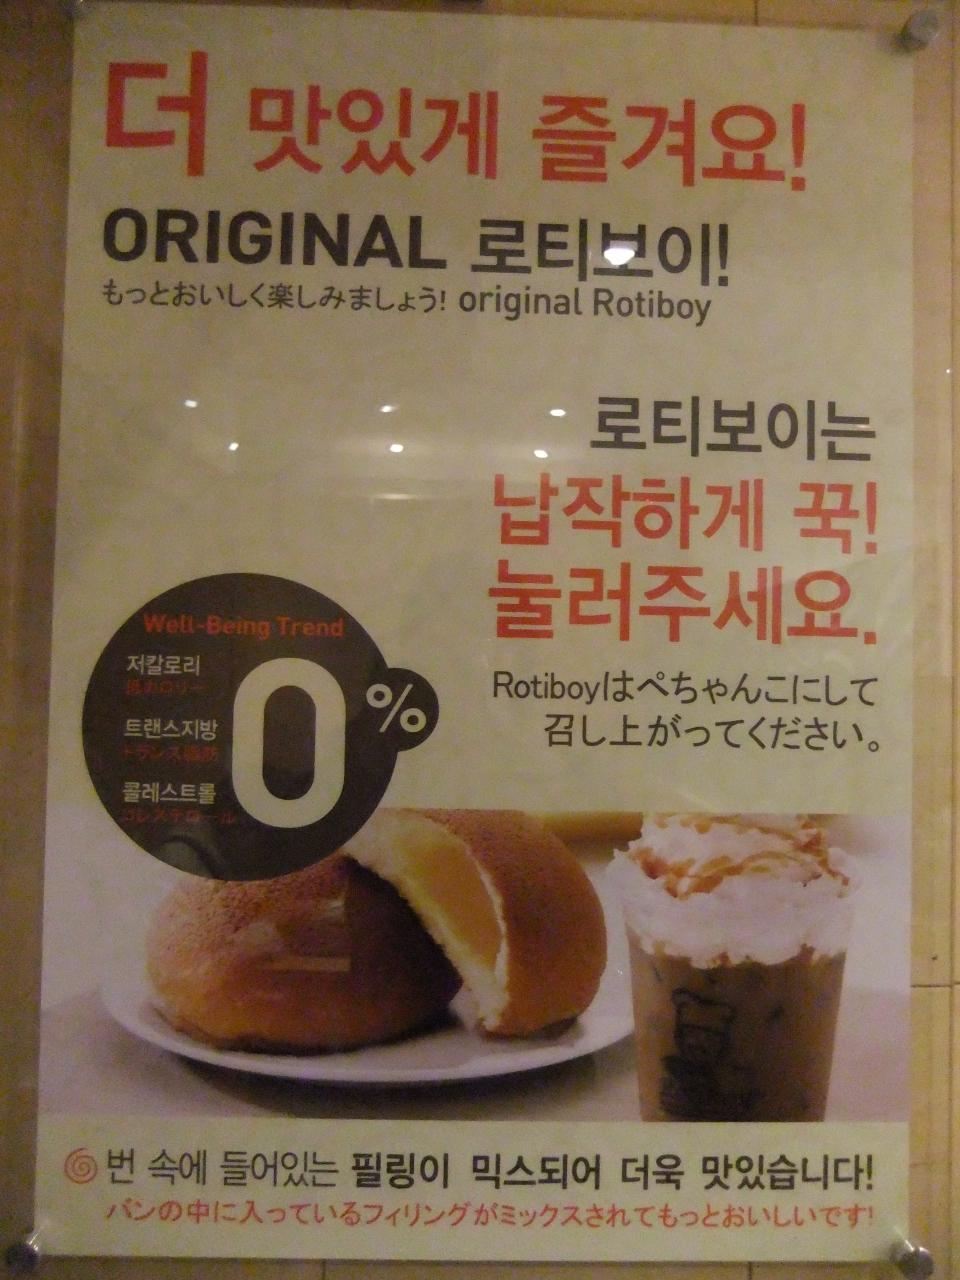 더 맛있게 즐겨요!
ORIGINAL 로티보이!
もっとおいしく楽しみましょう! original Rotiboy
로티보이는
납작하게 꾹!
눌러주세요.
Rotiboyはぺちゃんこにして
召し上がってください。
Well-Being Trend
저칼로리
低カロリー
트랜스지방
トランス脂肪
콜레스트롤
コレステロール
0%
번 속에 들어있는 필링이 믹스되어 더욱 맛있습니다!
バンの中に入っているフィリングがミックスされてもっとおいしいです!